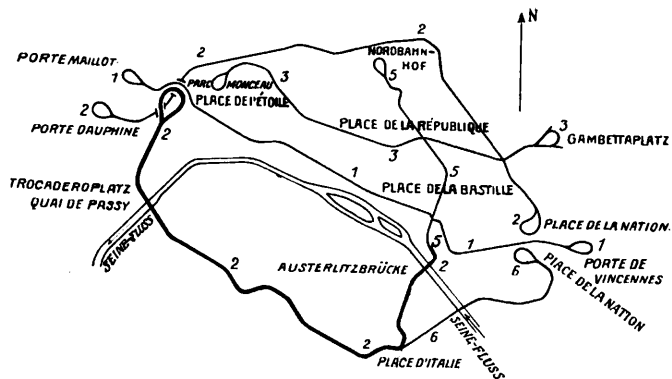 2
N
2
NORDBAHN-
HOF
PORTE MAILLOT
1
PARC MONCEAU
3
5
PLACE DE L'ÉTOILE
2
PORTE DAUPHINE
2
PLACE DE LA RÉPUBLIQUE
3
3
GAMBETTAPLATZ
5
1
PLACE DE LA BASTILLE
TROCADEROPLATZ
QUAI DE PASSY
2
PLACE DE LA NATION
SEINE-FLUSS
5
2
1
1
6
PORTE DE
VINCENNES
PLACE
DE LA NATION
AUSTERLITZBRÜCKE
2
SEINE-FLUSS
6
2
PLACE D'ITALIE